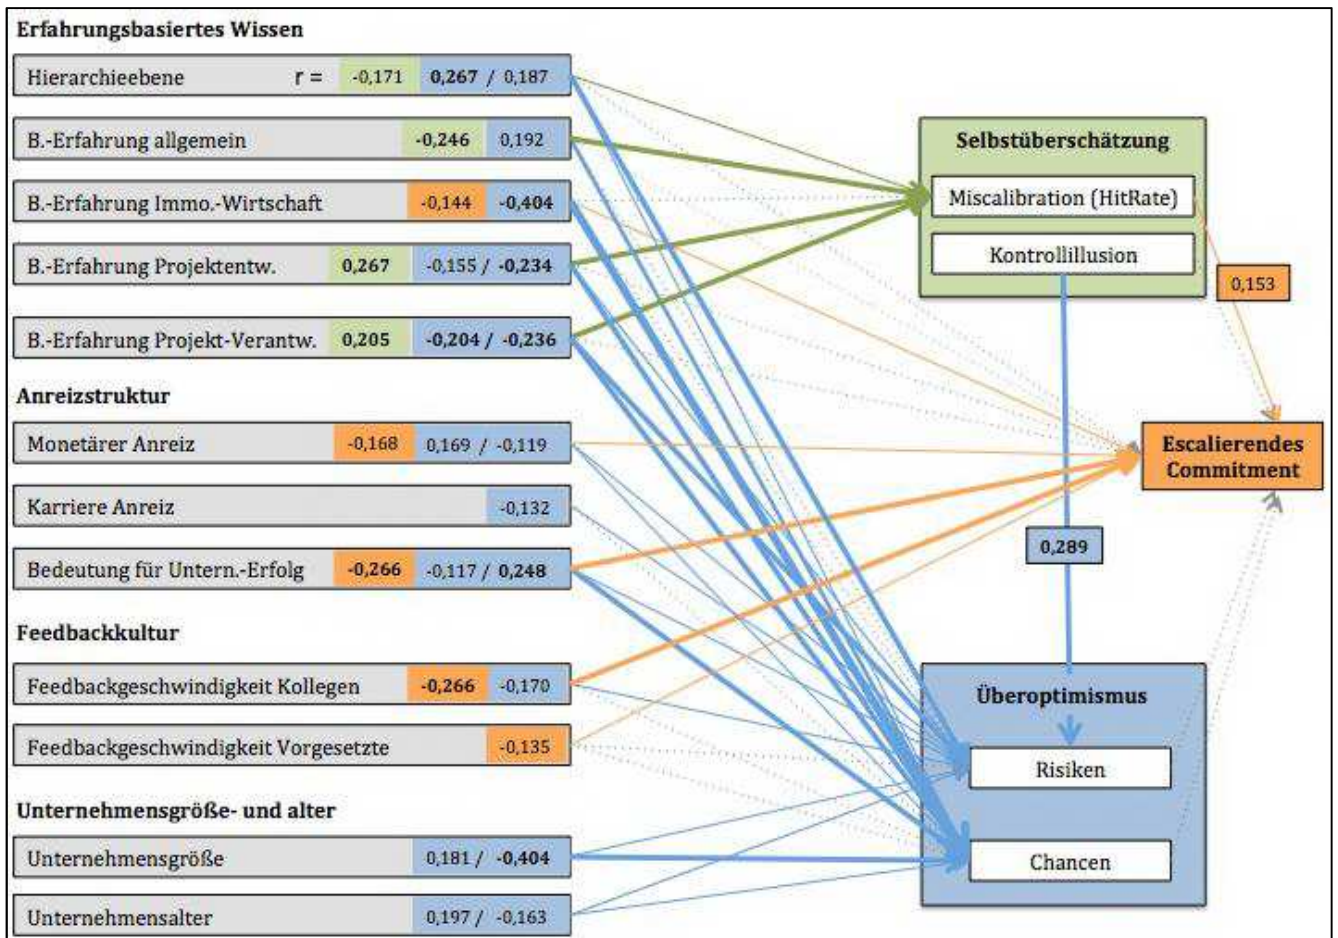 Erfahrungsbasiertes Wissen
Hierarchieebene r = -0,171 0,267 / 0,187
B.-Erfahrung allgemein -0,246 0,192
B.-Erfahrung Immo.-Wirtschaft -0,144 -0,404
B.-Erfahrung Projektentw. 0,267 -0,155 / -0,234
B.-Erfahrung Projekt-Verantw. 0,205 -0,204 / -0,236
Anreizstruktur
Monetärer Anreiz -0,168 0,169 / -0,119
Karriere Anreiz -0,132
Bedeutung für Untern.-Erfolg -0,266 -0,117 / 0,248
Feedbackkultur
Feedbackgeschwindigkeit Kollegen -0,266 -0,170
Feedbackgeschwindigkeit Vorgesetzte -0,135
Unternehmensgröße- und alter
Unternehmensgröße 0,181 / -0,404
Unternehmensalter 0,197 / -0,163
Selbstüberschätzung
Miscalibration (HitRate)
Kontrollillusion
0,153
Escalierendes
Commitment
0,289
Überoptimismus
Risiken
Chancen